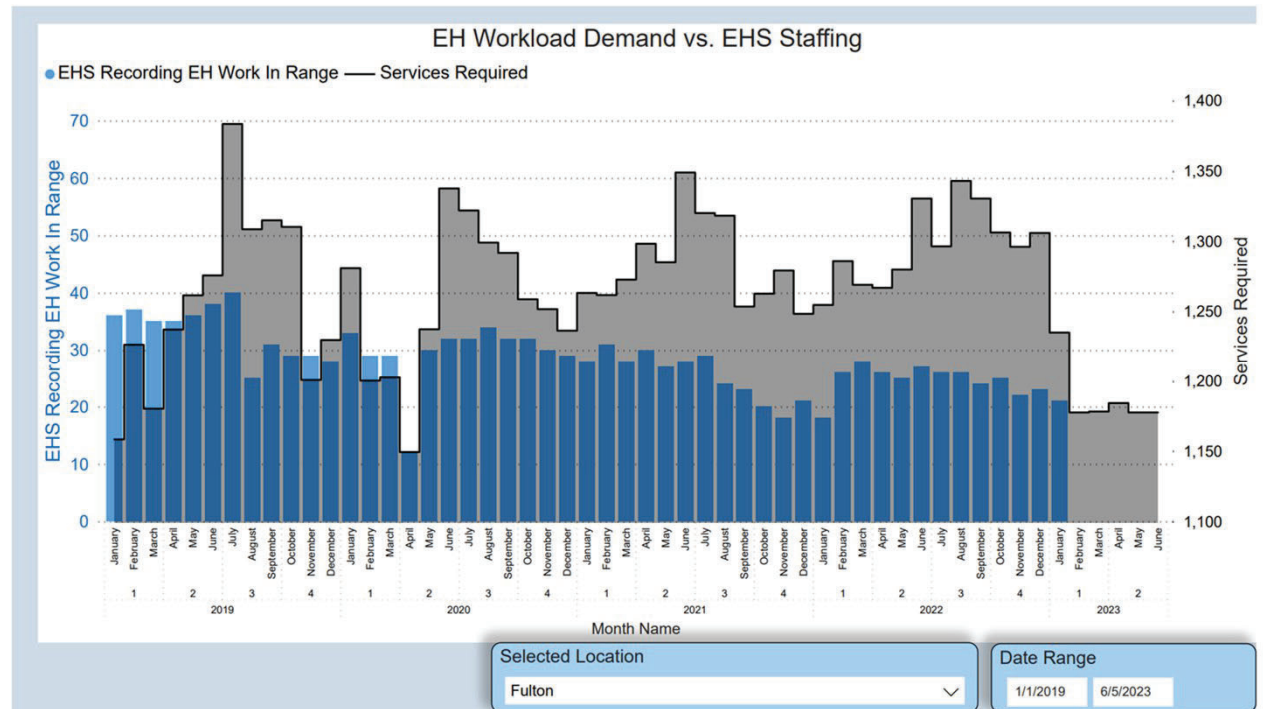 EH Workload Demand vs. EHS Staffing
EHS Recording EH Work In Range Services Required
EHS Recording EH Work In Range
70
60
50
40
30
20
10
0
1,400
1,350
1,300
1,250
1,200
1,150
1,100
Services Required
January February March April May June July August September October November December January February March April May June July August September October November December January February March April May June July August September October November December January February March April May June July August September October November December January February March April May June
1 2 3 4 1 2 3 4 1 2 3 4 1 2 3 4 1 2
2019 2020 2021 2022 2023
Month Name
Selected Location
Fulton
Date Range
1/1/2019 6/5/2023